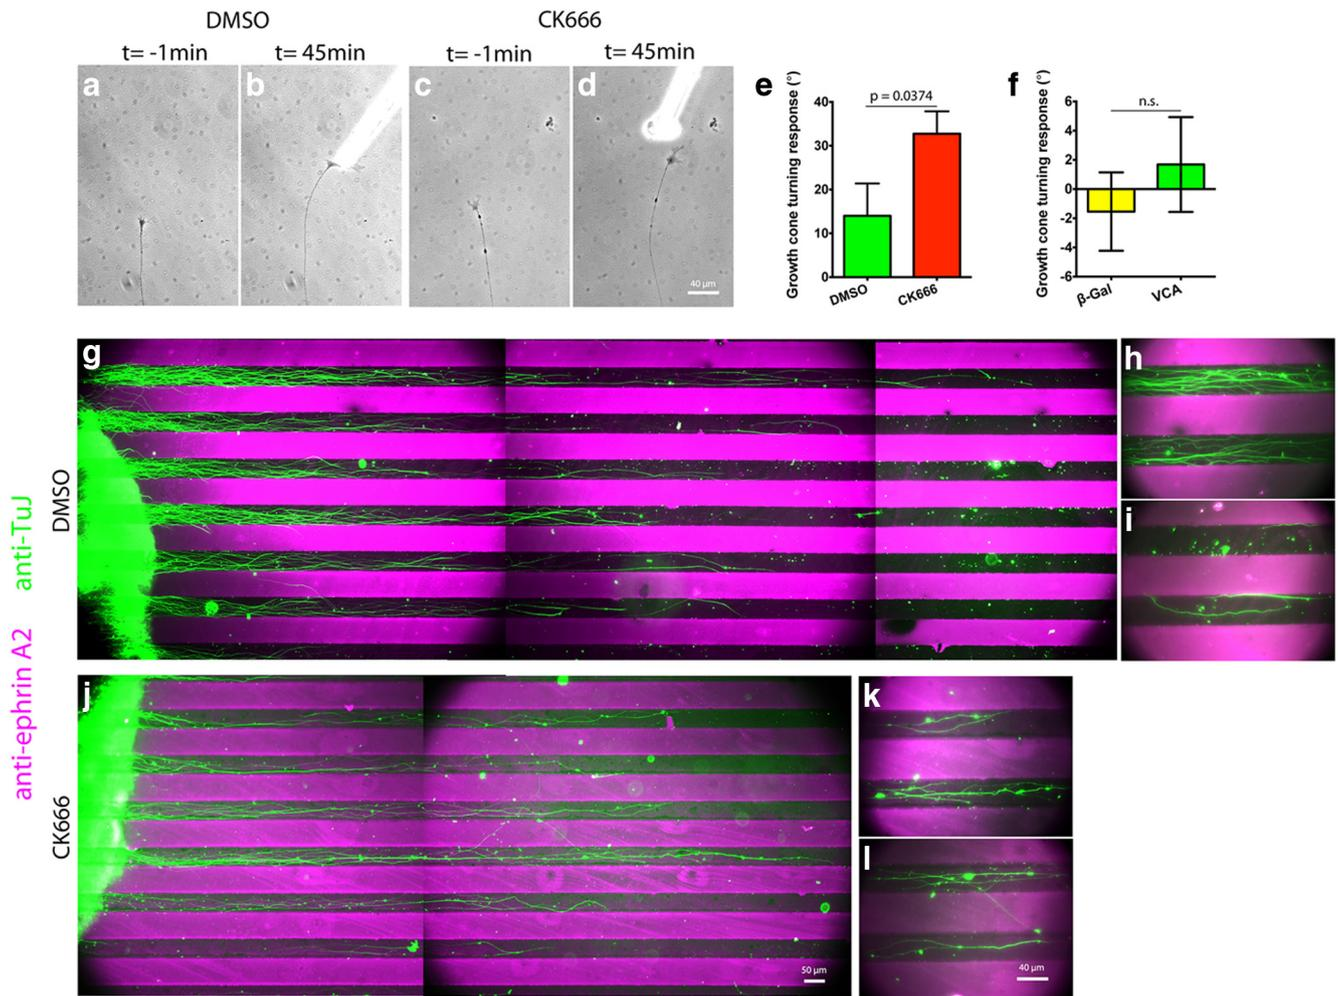 DMSO
CK666
t= -1min
t= 45min
t= -1min
t= 45min
a
b
c
d
40 µm
e
Growth cone turning response (°)
p = 0.0374
40
30
20
10
0
DMSO
CK666
f
Growth cone turning response (°)
n.s.
6
4
2
0
-2
-4
-6
β-Gal
VCA
anti-ephrin A2 anti-TuJ
DMSO
g
h
i
CK666
j
50 µm
k
l
40 µm